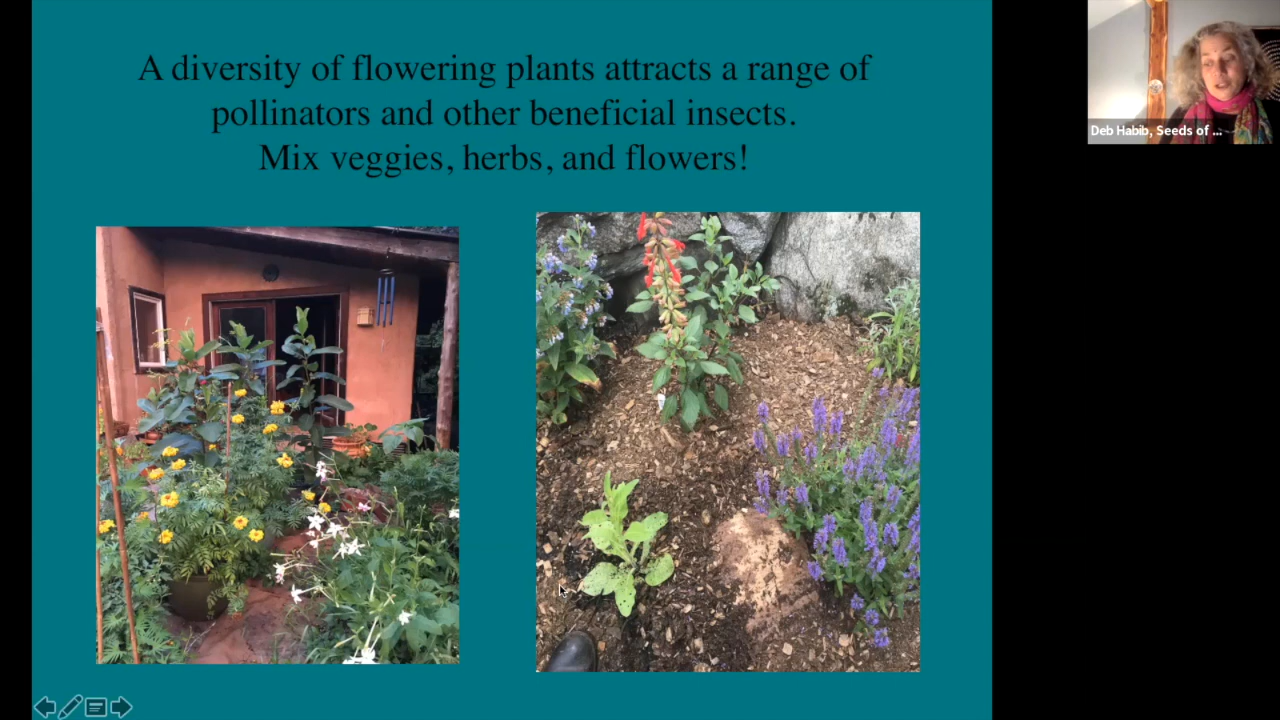 A diversity of flowering plants attracts a range of
pollinators and other beneficial insects.
Mix veggies, herbs, and flowers!
Deb Habib, Seeds of ...